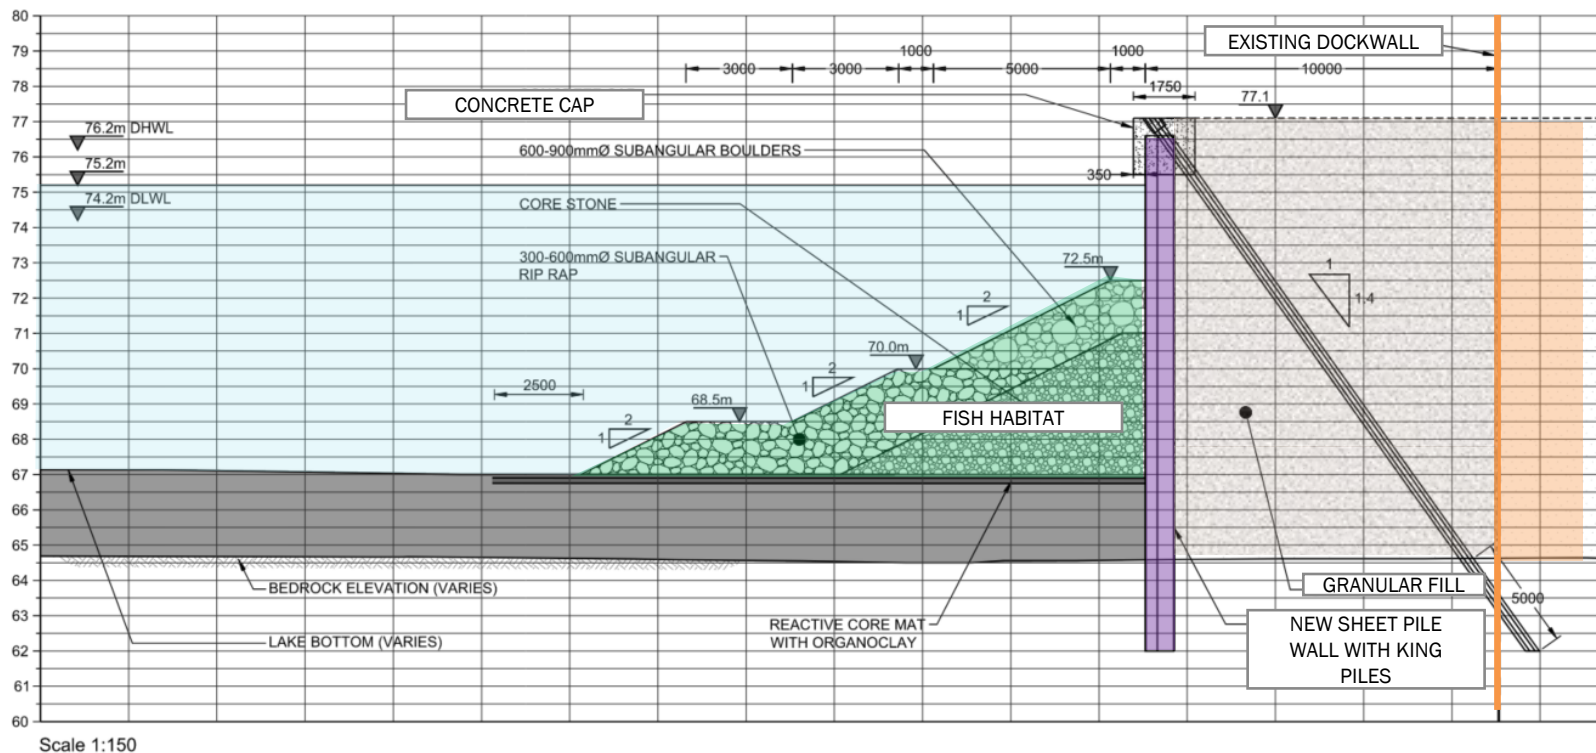 80
79
78
77
76
75
74
73
72
71
70
69
68
67
66
65
64
63
62
61
60
EXISTING DOCKWALL
1000
1000
3000
3000
5000
10000
CONCRETE CAP
1750
77.1
76.2m DHWL
75.2m
74.2m DLWL
600-900mmØ SUBANGULAR BOULDERS
350
CORE STONE
300-600mmØ SUBANGULAR
RIP RAP
72.5m
2
1
1
1.4
70.0m
2
1
2500
68.5m
2
1
FISH HABITAT
BEDROCK ELEVATION (VARIES)
LAKE BOTTOM (VARIES)
REACTIVE CORE MAT
WITH ORGANOCLAY
GRANULAR FILL
5000
NEW SHEET PILE
WALL WITH KING
PILES
Scale 1:150